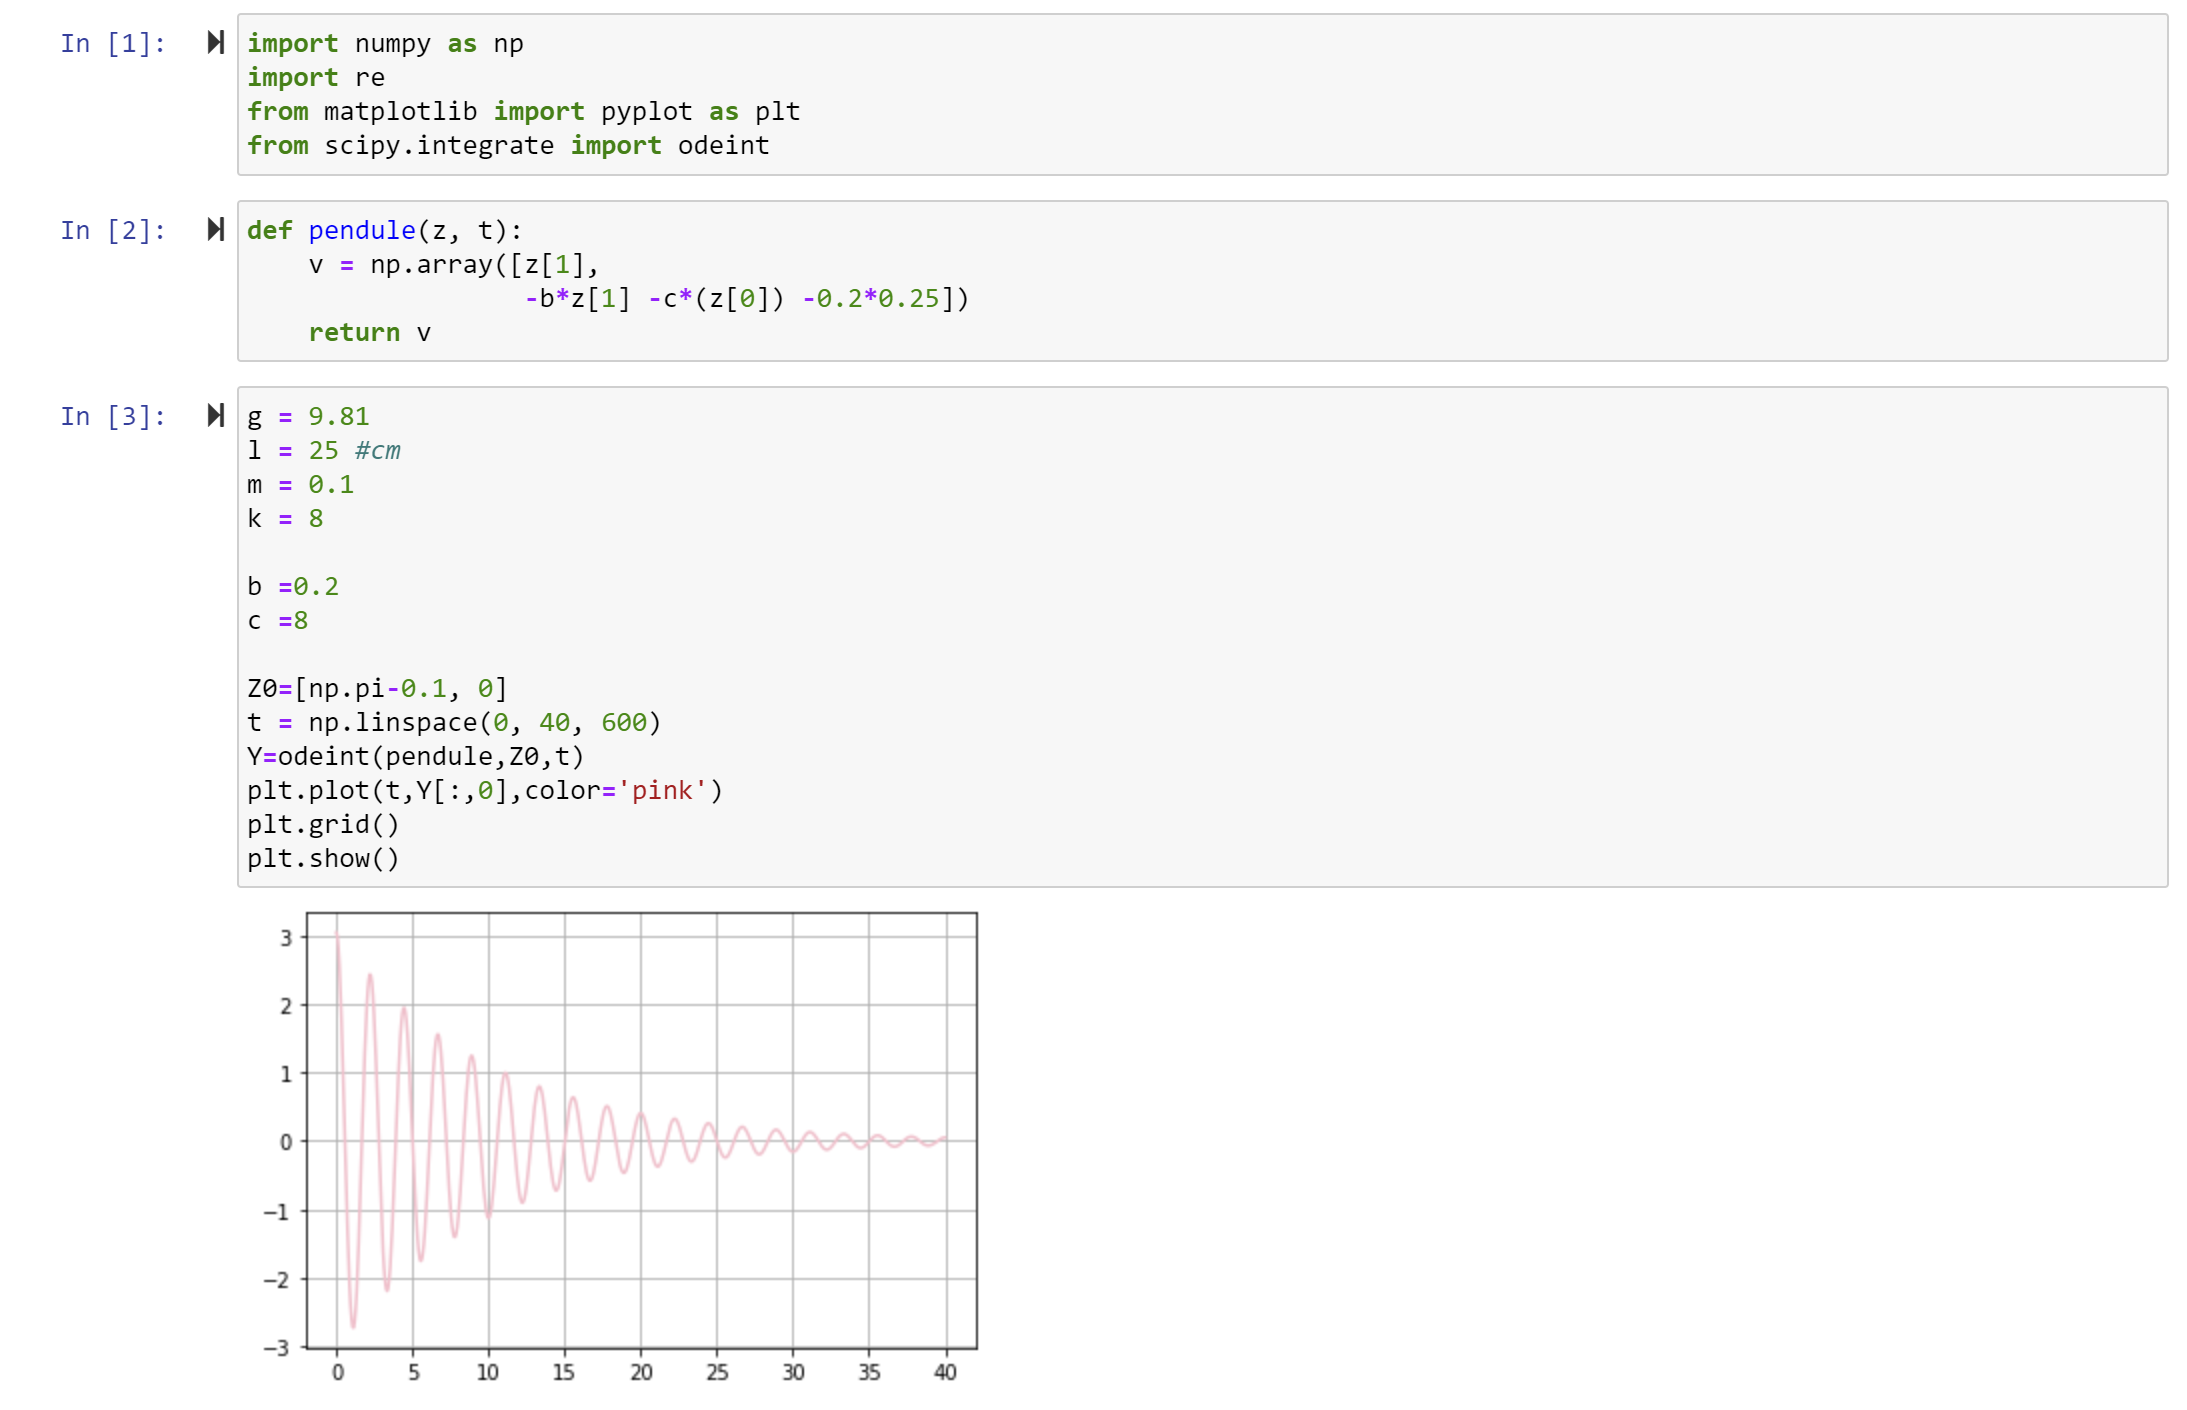 In [1]:
import numpy as np
import re
from matplotlib import pyplot as plt
from scipy.integrate import odeint
In [2]:
def pendule(z, t):
    v = np.array([z[1],
                  -b*z[1] -c*(z[0]) -0.2*0.25])
    return v
In [3]:
g = 9.81
l = 25 #cm
m = 0.1
k = 8
b =0.2
c =8
Z0=[np.pi-0.1, 0]
t = np.linspace(0, 40, 600)
Y=odeint(pendule,Z0,t)
plt.plot(t,Y[:,0],color='pink')
plt.grid()
plt.show()
3
2
1
0
−1
−2
−3
0 5 10 15 20 25 30 35 40